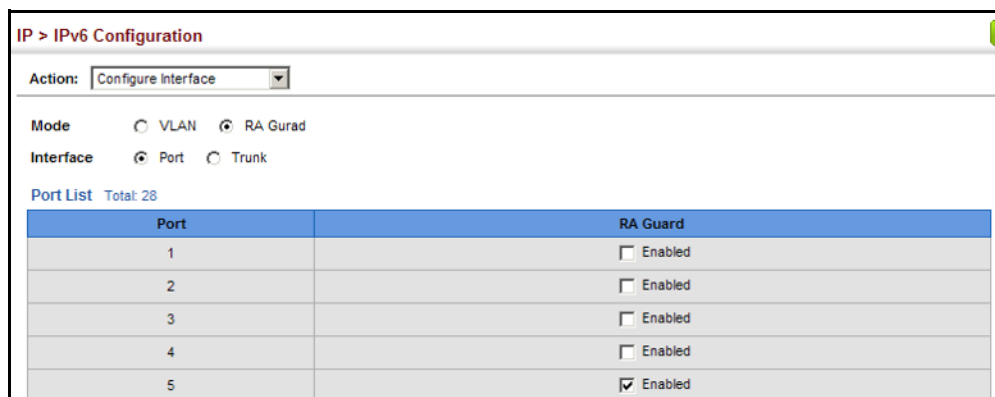 IP > IPv6 Configuration
Action: Configure Interface
Mode VLAN RA Gurad
Interface Port Trunk
Port List Total: 28
Port RA Guard
1 Enabled
2 Enabled
3 Enabled
4 Enabled
5 Enabled